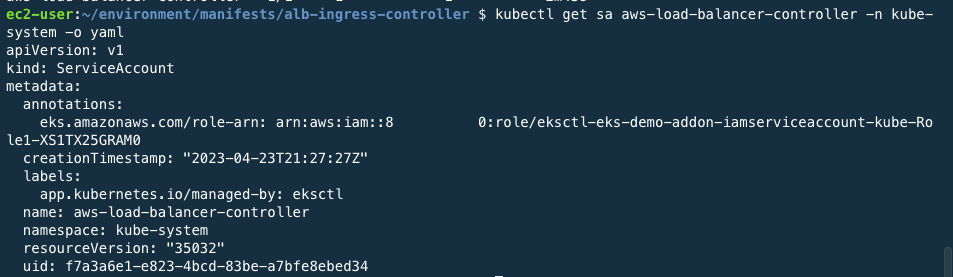 ec2-user:~/environment/manifests/alb-ingress-controller $ kubectl get sa aws-load-balancer-controller -n kube-
system -o yaml
apiVersion: v1
kind: ServiceAccount
metadata:
  annotations:
    eks.amazonaws.com/role-arn: arn:aws:iam::8          0:role/eksctl-eks-demo-addon-iamserviceaccount-kube-Ro
le1-XS1TX25GRAM0
  creationTimestamp: "2023-04-23T21:27:27Z"
  labels:
    app.kubernetes.io/managed-by: eksctl
  name: aws-load-balancer-controller
  namespace: kube-system
  resourceVersion: "35032"
  uid: f7a3a6e1-e823-4bcd-83be-a7bfe8ebed34